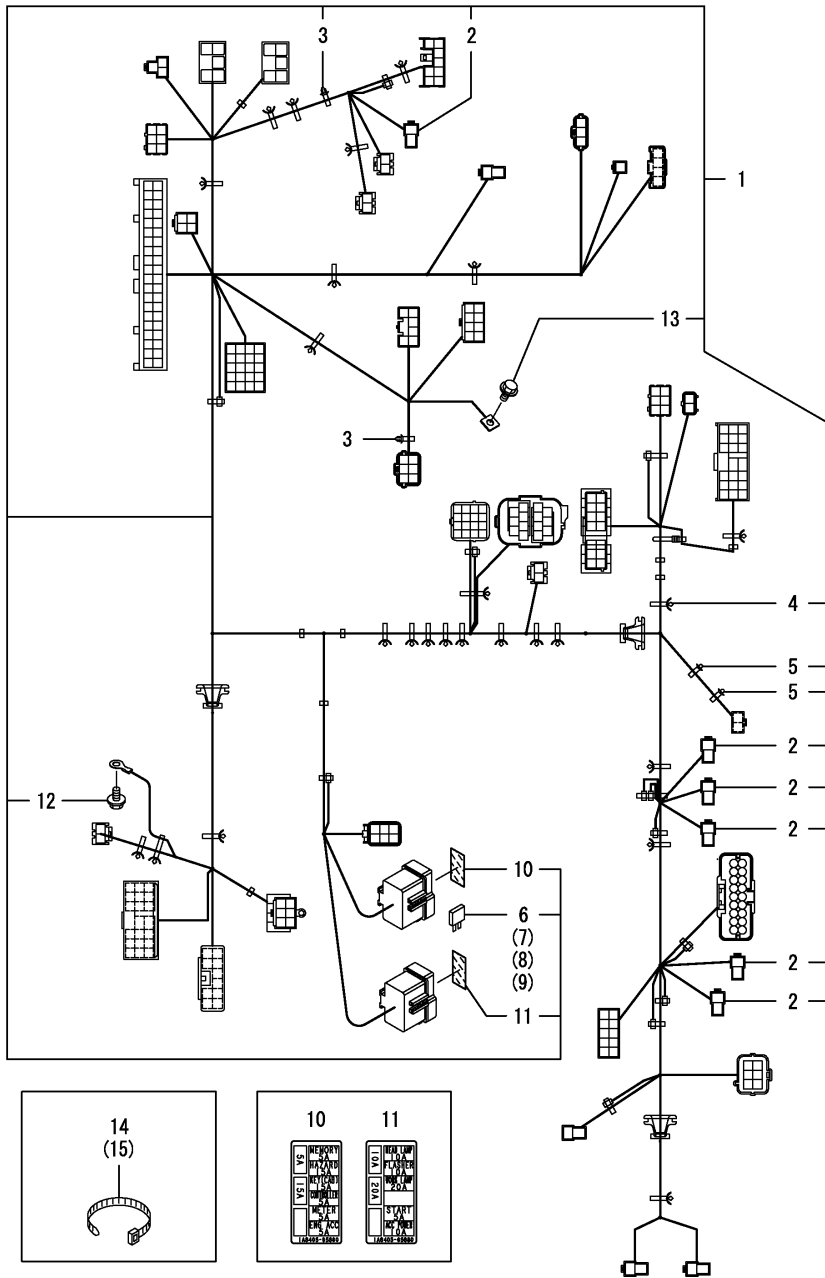 3 2
1
13
3
4
5
5
2
2
2
12
10
6
(7)
(8)
(9)
11
2
2
14
(15)
10 11
5A
15A
MEMORY
5A
HAZARD
15A
KEY(CAB)
15A
CONTROLLER
5A
METER
5A
ENG ACC
5A
10A
20A
HEAD LAMP
10A
FLASHER
10A
WORK LAMP
20A
START
5A
ACC POWER
10A